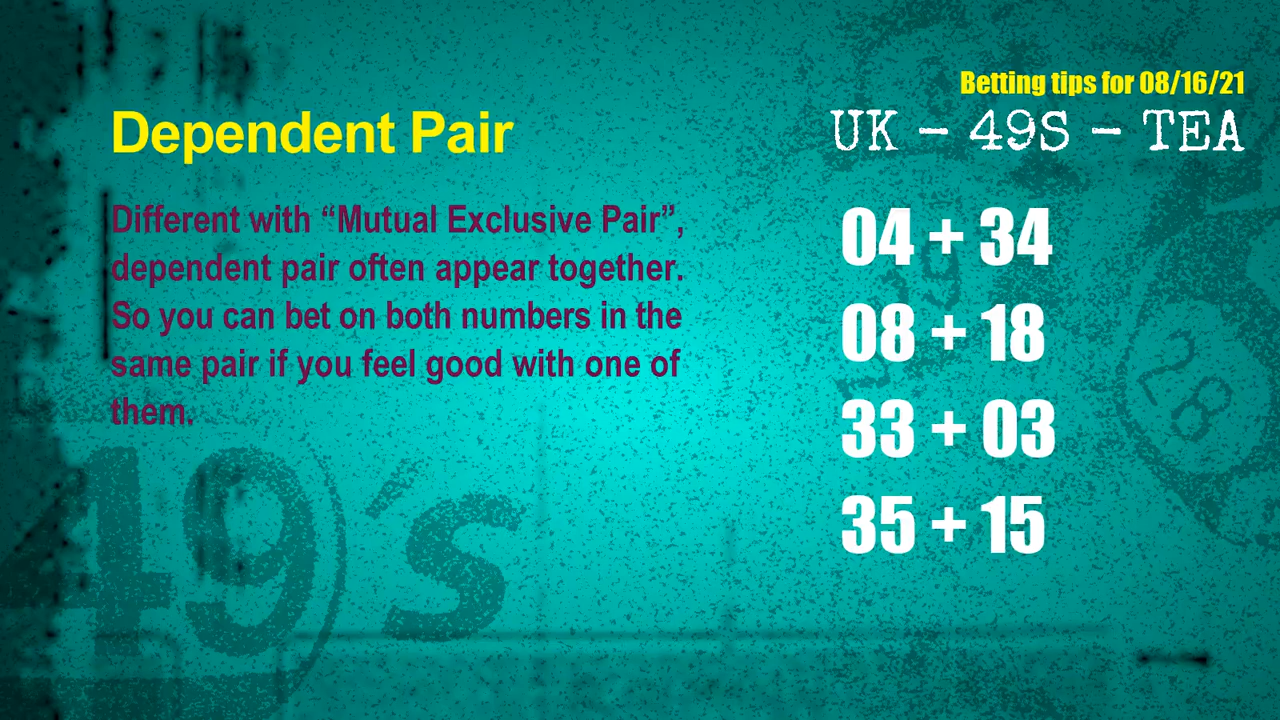 Betting tips for 08/16/21
UK - 49S - TEA
Dependent Pair
Different with “Mutual Exclusive Pair”,
dependent pair often appear together.
So you can bet on both numbers in the
same pair if you feel good with one of
them.
04 + 34
08 + 18
33 + 03
35 + 15
49's
39
28